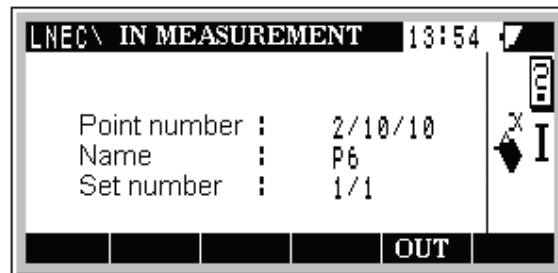 LNEC\ IN MEASUREMENT 13:54
Point number : 2/10/10
Name : P6
Set number : 1/1
? X I
OUT